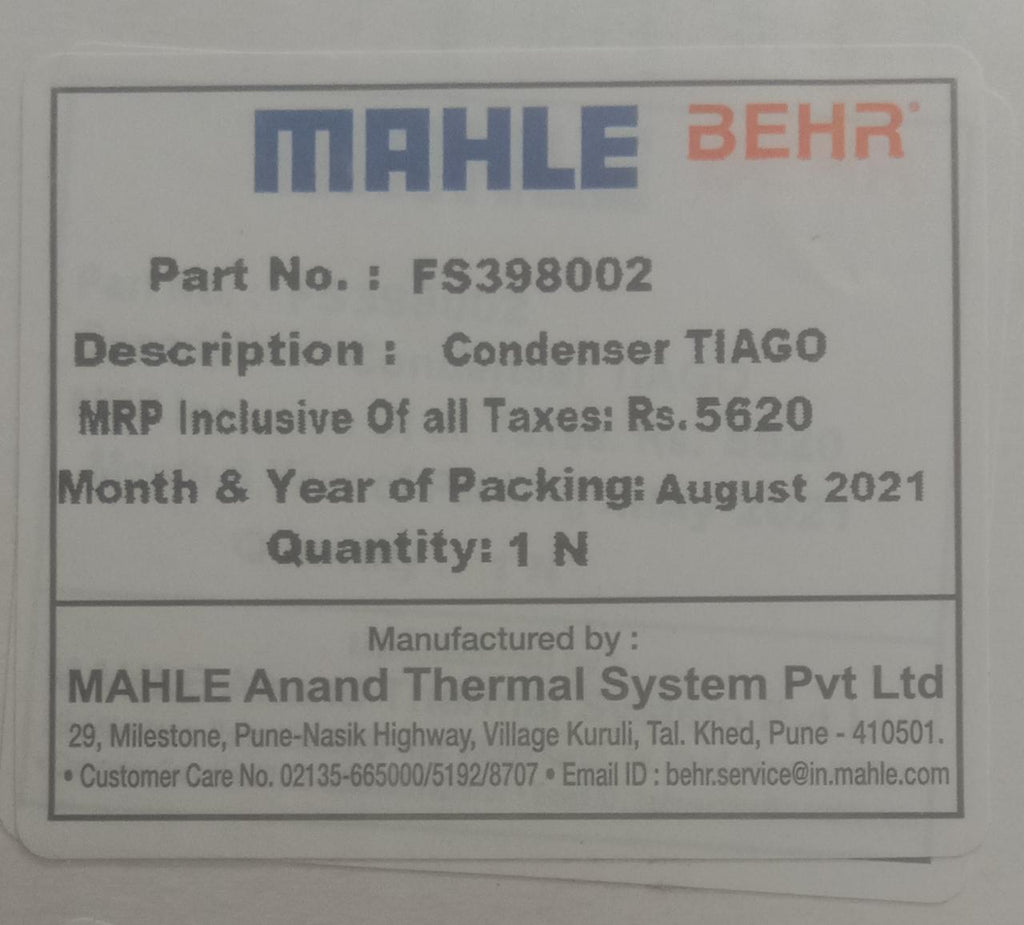 MAHLE BEHR
Part No. : FS398002
Description : Condenser TIAGO
MRP Inclusive Of all Taxes: Rs.5620
Month & Year of Packing: August 2021
Quantity: 1 N
Manufactured by :
MAHLE Anand Thermal System Pvt Ltd
29, Milestone, Pune-Nasik Highway, Village Kuruli, Tal. Khed, Pune - 410501.
• Customer Care No. 02135-665000/5192/8707 • Email ID : behr.service@in.mahle.com